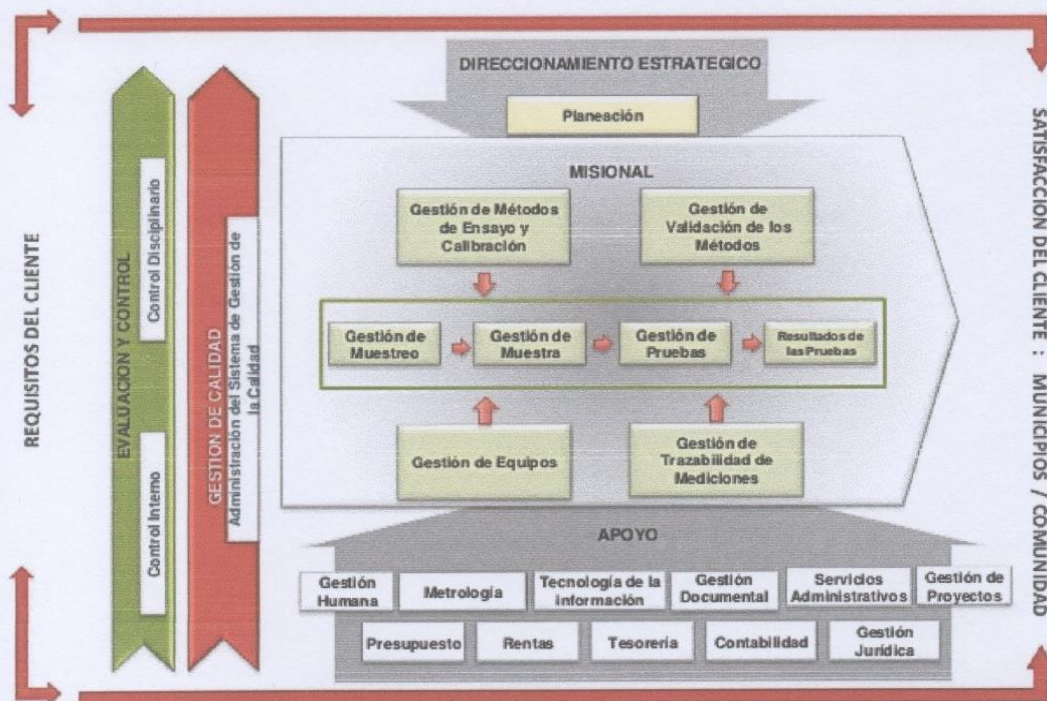 REQUISITOS DEL CLIENTE
EVALUACION Y CONTROL
Control Disciplinario
Control Interno
GESTIÓN DE CALIDAD
Administración del Sistema de Gestión de
la Calidad
DIRECCIONAMIENTO ESTRATEGICO
Planeación
MISIONAL
Gestión de Métodos
de Ensayo y
Calibración
Gestión de
Validación de los
Métodos
Gestión de
Muestreo
Gestión de
Muestra
Gestión de
Pruebas
Resultados de
las Pruebas
Gestión de Equipos
Gestión de
Trazabilidad de
Mediciones
APOYO
Gestión
Humana
Metrología
Tecnología de la
información
Gestión
Documental
Servicios
Administrativos
Gestión de
Proyectos
Presupuesto
Rentas
Tesorería
Contabilidad
Gestión
Jurídica
SATISFACCION DEL CLIENTE : MUNICIPIOS / COMUNIDAD